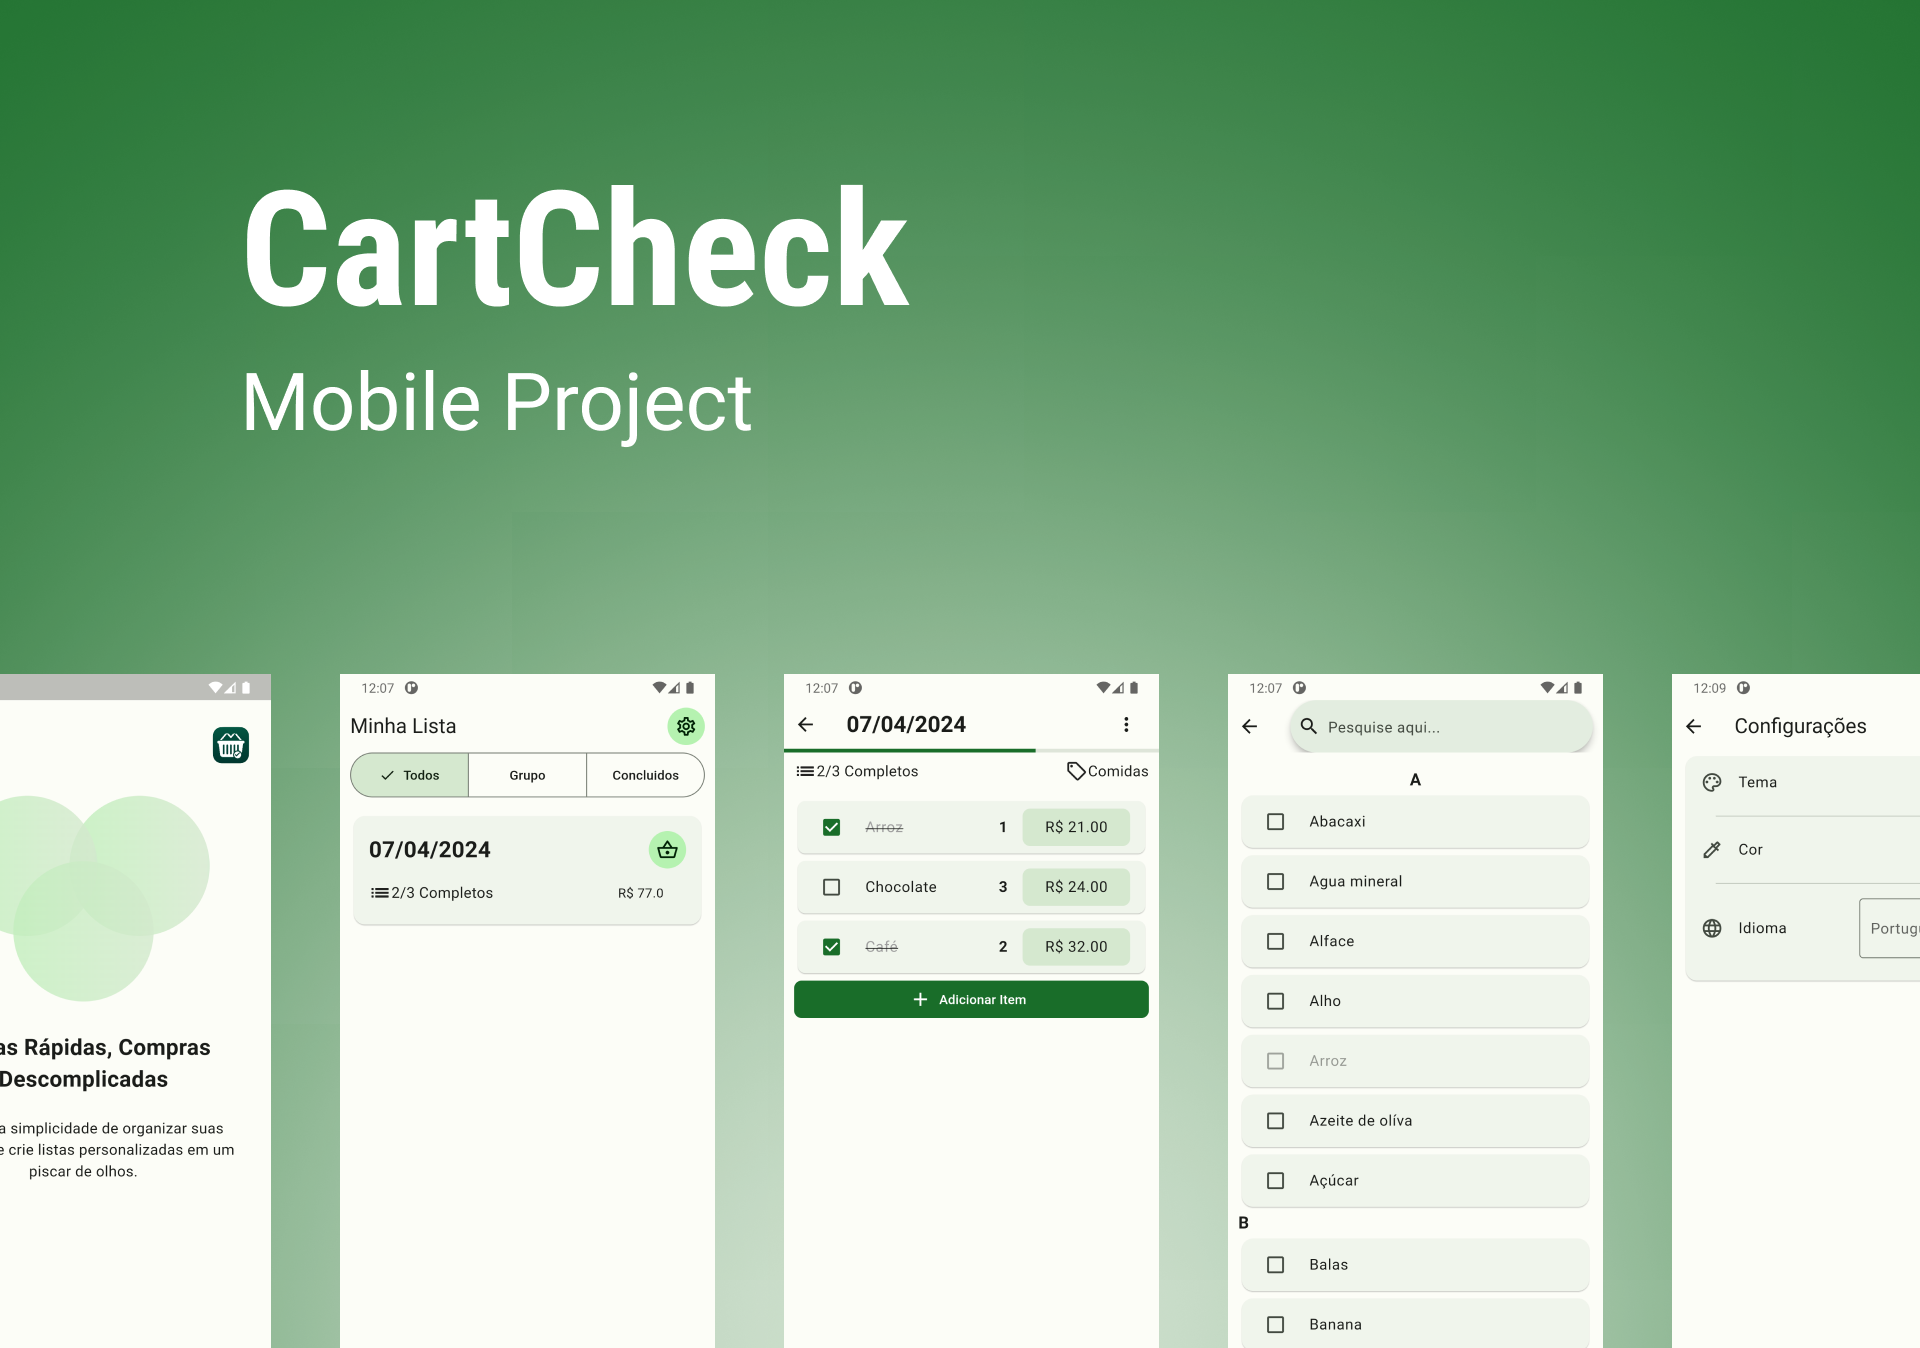 CartCheck
Mobile Project
Rápidas, Compras
Descomplicadas
a simplicidade de organizar suas
e crie listas personalizadas em um
piscar de olhos.
12:07
Minha Lista
Todos
Grupo
Concluidos
07/04/2024
2/3 Completos
R$ 77.0
12:07
07/04/2024
2/3 Completos
Comidas
Arroz
1
R$ 21.00
Chocolate
3
R$ 24.00
Café
2
R$ 32.00
Adicionar Item
12:07
Pesquise aqui...
A
Abacaxi
Agua mineral
Alface
Alho
Arroz
Azeite de olíva
Açúcar
B
Balas
Banana
12:09
Configurações
Tema
Cor
Idioma